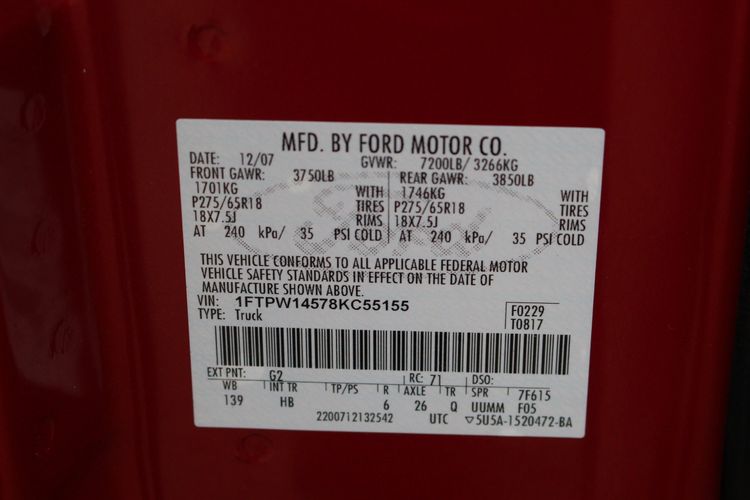 MFD. BY FORD MOTOR CO.
DATE: 12/07 GVWR: 7200LB/ 3266KG
FRONT GAWR: 3750LB REAR GAWR: 3850LB
1701KG WITH 1746KG WITH
P275/65R18 TIRES P275/65R18 TIRES
18X7.5J RIMS 18X7.5J RIMS
AT 240 kPa/ 35 PSI COLD AT 240 kPa/ 35 PSI COLD
THIS VEHICLE CONFORMS TO ALL APPLICABLE FEDERAL MOTOR
VEHICLE SAFETY STANDARDS IN EFFECT ON THE DATE OF
MANUFACTURE SHOWN ABOVE.
VIN: 1FTPW14578KC55155 F0229
TYPE: Truck T0817
EXT PNT: G2 RC: 71 DSO:
WB INT TR TP/PS R AXLE TR SPR 7F615
139 HB 6 26 Q UUMM F05
2200712132542 UTC ▽5U5A-1520472-BA